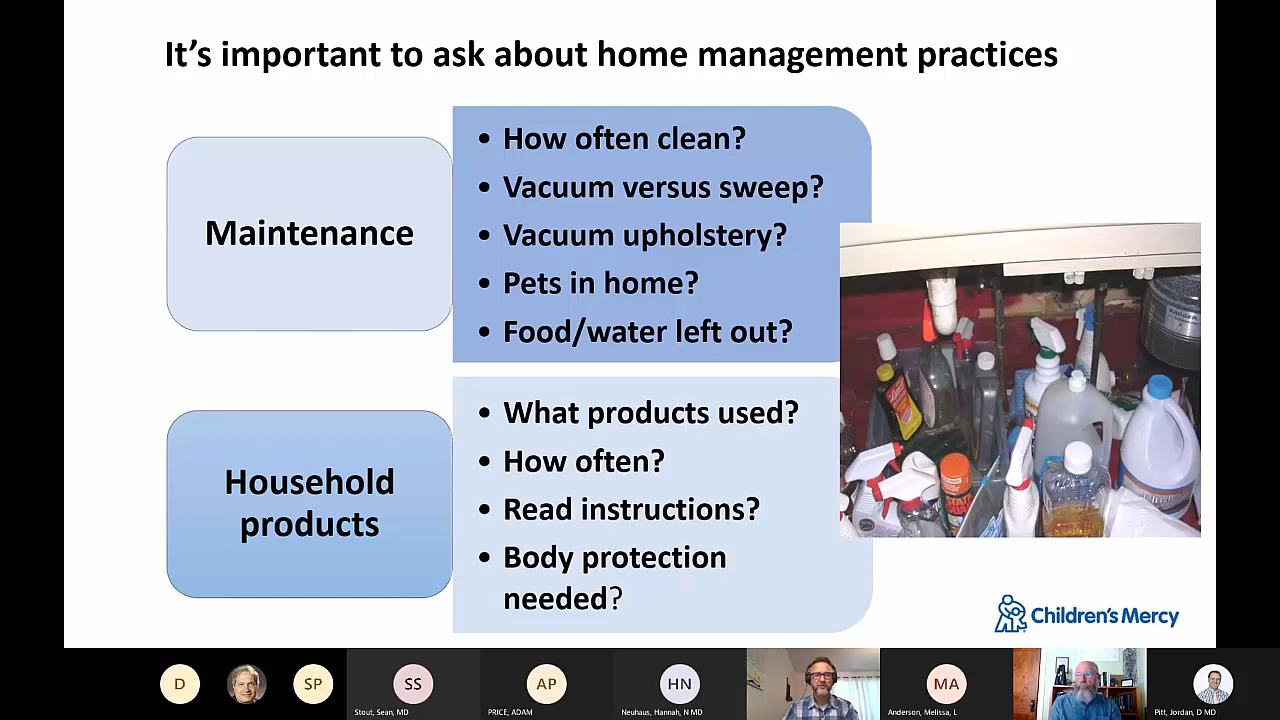 It's important to ask about home management practices
Maintenance
• How often clean?
• Vacuum versus sweep?
• Vacuum upholstery?
• Pets in home?
• Food/water left out?
Household
products
• What products used?
• How often?
• Read instructions?
• Body protection
needed?
BADGER
Children's Mercy
D
SP
SS
AP
HN
MA
Stout, Sean, MD
PRICE, ADAM
Neuhaus, Hannah, N MD
Anderson, Melissa, L
Pitt, Jordan, D MD